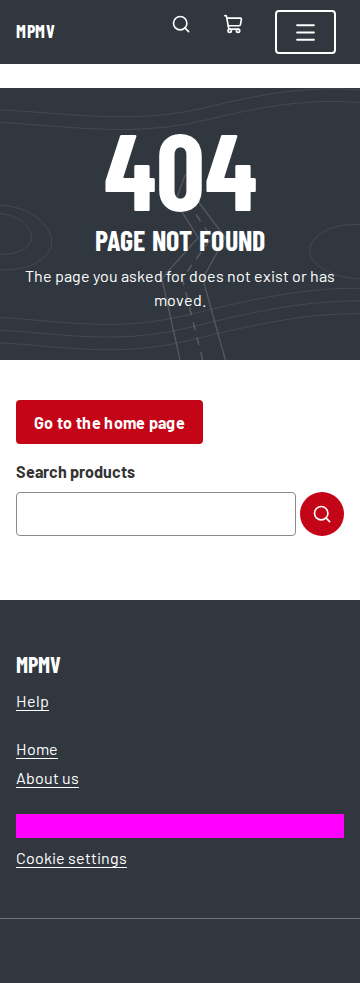 MPMV
404
PAGE NOT FOUND
The page you asked for does not exist or has
moved.
Go to the home page
Search products
MPMV
Help
Home
About us
Cookie settings